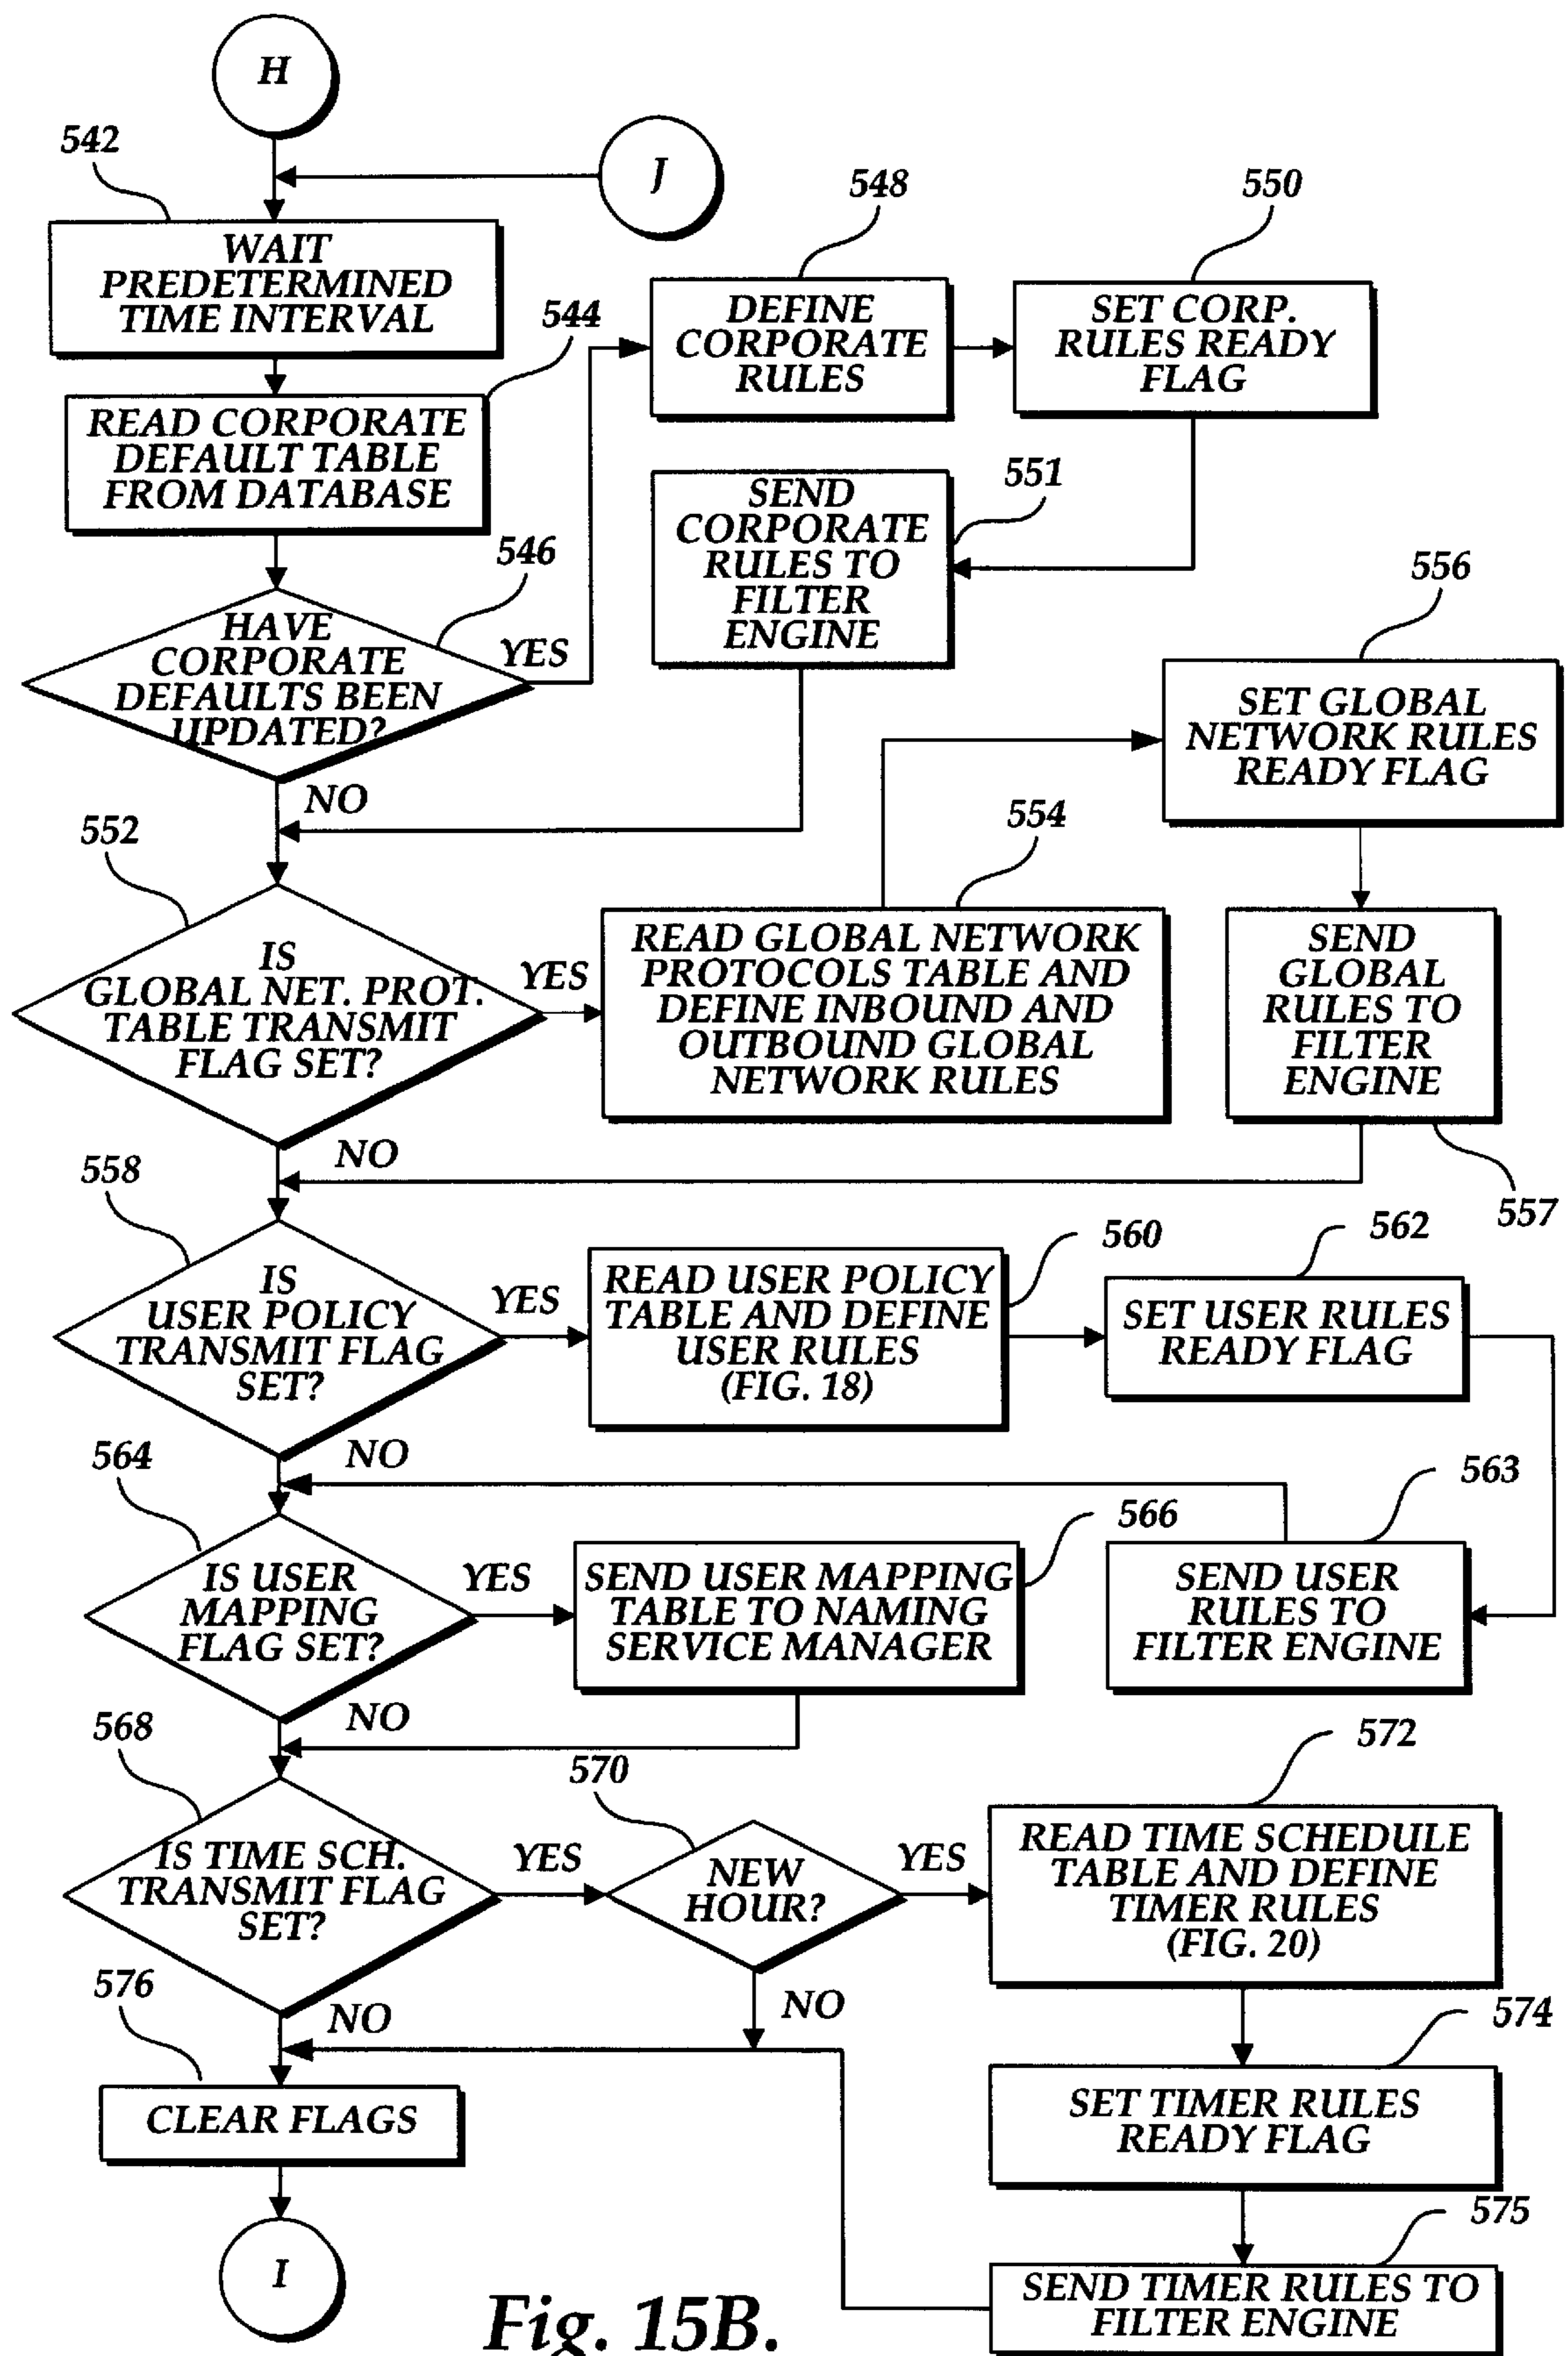 H
542
J
548
550
WAIT
PREDETERMINED
TIME INTERVAL
544
DEFINE
CORPORATE
RULES
SET CORP.
RULES READY
FLAG
READ CORPORATE
DEFAULT TABLE
FROM DATABASE
551
SEND
CORPORATE
RULES TO
FILTER
ENGINE
546
556
HAVE
CORPORATE
DEFAULTS BEEN
UPDATED?
YES
SET GLOBAL
NETWORK RULES
READY FLAG
NO
552
554
IS
GLOBAL NET. PROT.
TABLE TRANSMIT
FLAG SET?
YES
READ GLOBAL NETWORK
PROTOCOLS TABLE AND
DEFINE INBOUND AND
OUTBOUND GLOBAL
NETWORK RULES
SEND
GLOBAL
RULES TO
FILTER
ENGINE
NO
558
557
560
562
IS
USER POLICY
TRANSMIT FLAG
SET?
YES
READ USER POLICY
TABLE AND DEFINE
USER RULES
(FIG. 18)
SET USER RULES
READY FLAG
NO
564
563
566
IS USER
MAPPING
FLAG SET?
YES
SEND USER MAPPING
TABLE TO NAMING
SERVICE MANAGER
SEND USER
RULES TO
FILTER ENGINE
NO
568
570
572
IS TIME SCH.
TRANSMIT FLAG
SET?
YES
NEW
HOUR?
YES
READ TIME SCHEDULE
TABLE AND DEFINE
TIMER RULES
(FIG. 20)
576
NO
NO
574
CLEAR FLAGS
SET TIMER RULES
READY FLAG
575
I
SEND TIMER RULES TO
FILTER ENGINE
Fig. 15B.